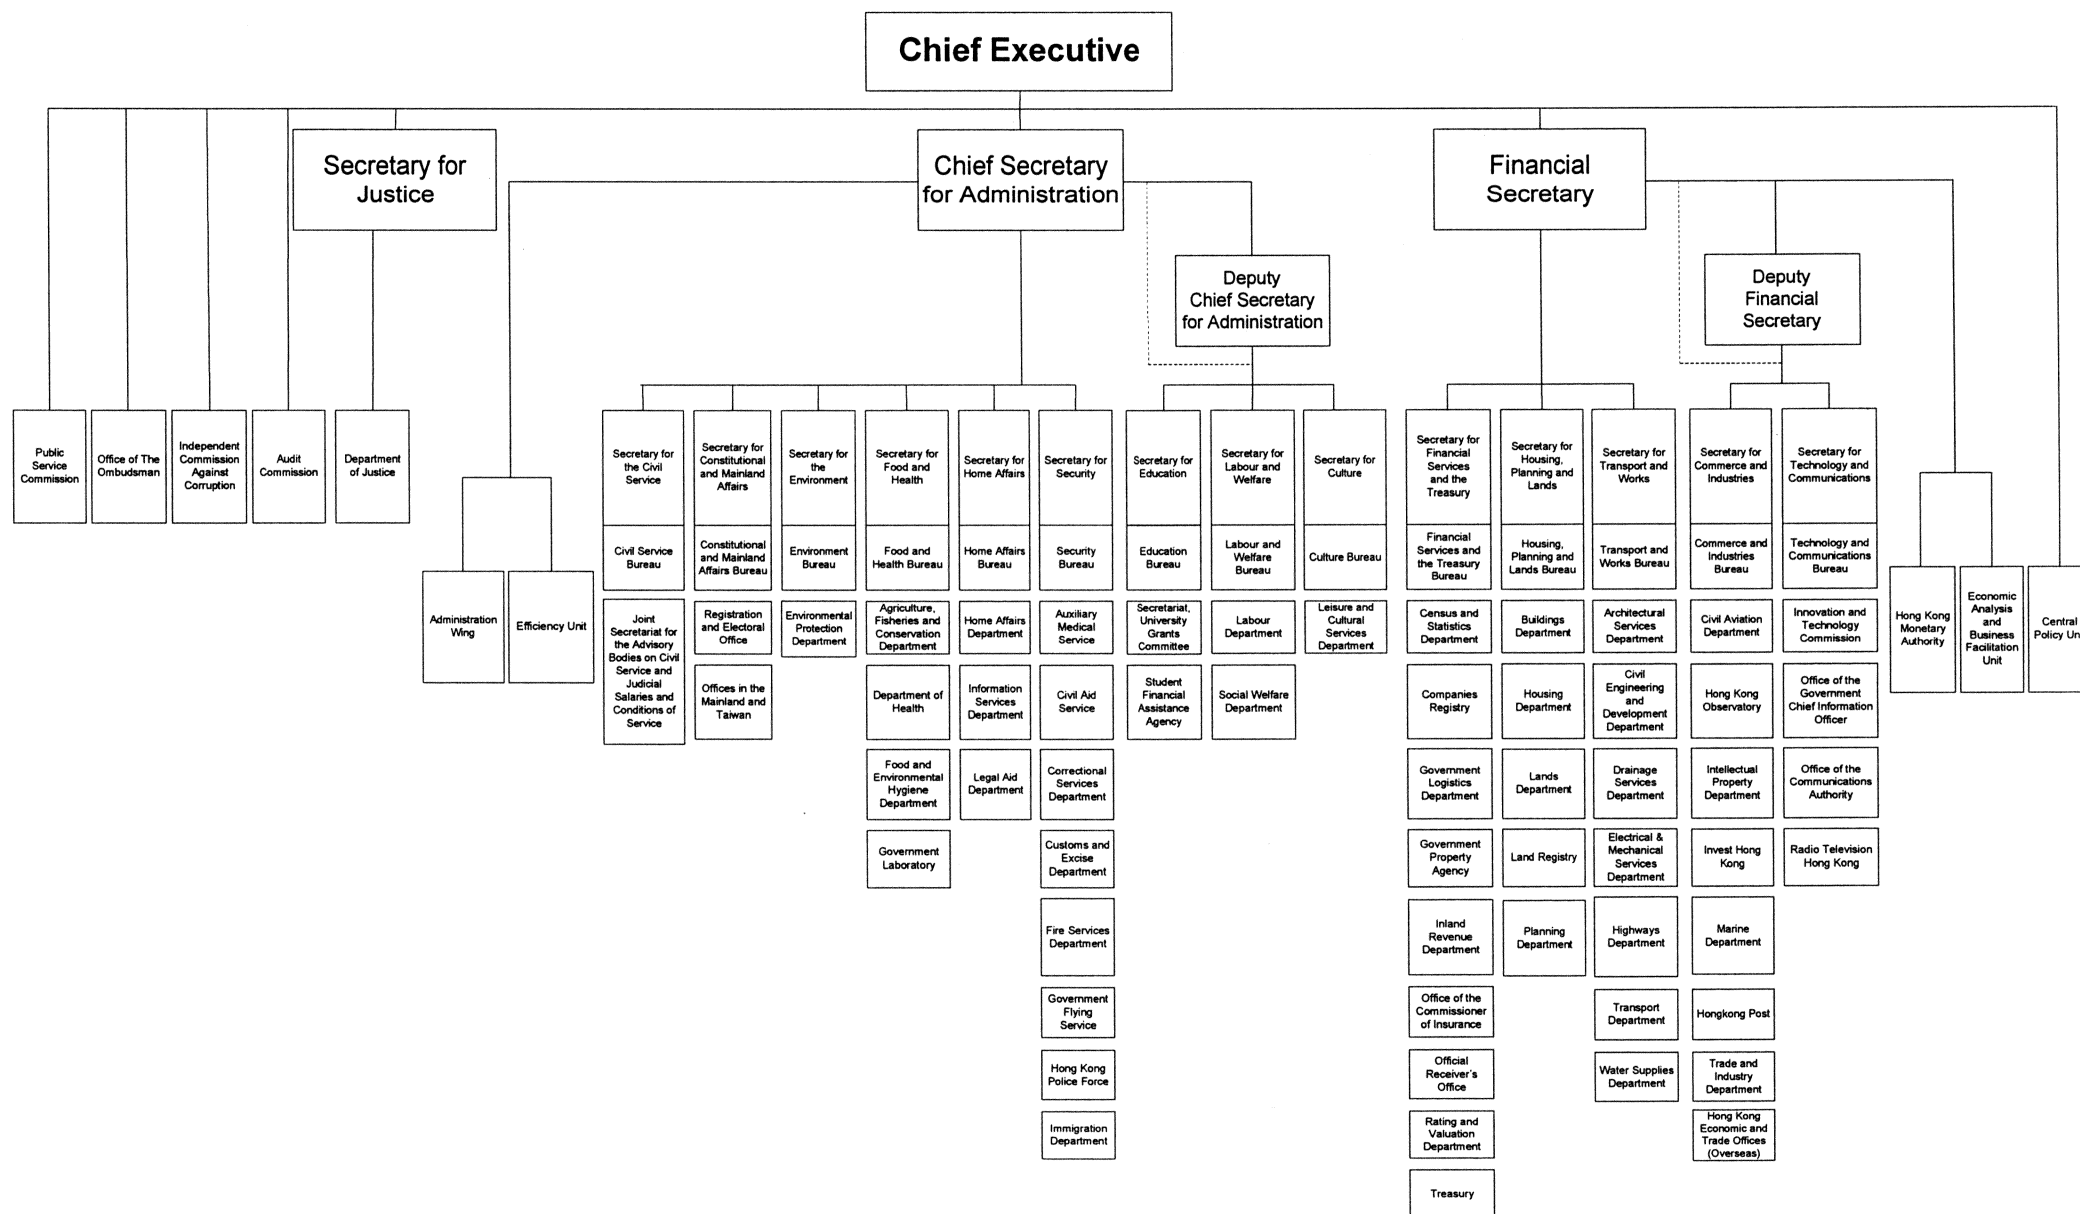 Chief Executive
Secretary for
Justice
Chief Secretary
for Administration
Financial
Secretary
Deputy
Chief Secretary
for Administration
Deputy
Financial
Secretary
Public
Service
Commission
Office of The
Ombudsman
Independent
Commission
Against
Corruption
Audit
Commission
Department
of Justice
Administration
Wing
Efficiency Unit
Secretary for
the Civil
Service
Civil Service
Bureau
Joint
Secretariat for
the Advisory
Bodies on Civil
Service and
Judicial
Salaries and
Conditions of
Service
Secretary for
Constitutional
and Mainland
Affairs
Constitutional
and Mainland
Affairs Bureau
Registration
and Electoral
Office
Offices in the
Mainland and
Taiwan
Secretary for
the
Environment
Environment
Bureau
Environmental
Protection
Department
Secretary for
Food and
Health
Food and
Health Bureau
Agriculture,
Fisheries and
Conservation
Department
Department of
Health
Food and
Environmental
Hygiene
Department
Government
Laboratory
Secretary for
Home Affairs
Home Affairs
Bureau
Home Affairs
Department
Information
Services
Department
Legal Aid
Department
Secretary for
Security
Security
Bureau
Auxiliary
Medical
Service
Civil Aid
Service
Correctional
Services
Department
Customs and
Excise
Department
Fire Services
Department
Government
Flying
Service
Hong Kong
Police Force
Immigration
Department
Secretary for
Education
Education
Bureau
Secretariat,
University
Grants
Committee
Student
Financial
Assistance
Agency
Secretary for
Labour and
Welfare
Labour and
Welfare
Bureau
Labour
Department
Social Welfare
Department
Secretary for
Culture
Culture Bureau
Leisure and
Cultural
Services
Department
Secretary for
Financial
Services
and the
Treasury
Financial
Services and
the Treasury
Bureau
Census and
Statistics
Department
Companies
Registry
Government
Logistics
Department
Government
Property
Agency
Inland
Revenue
Department
Office of the
Commissioner
of Insurance
Official
Receiver's
Office
Rating and
Valuation
Department
Treasury
Secretary for
Housing,
Planning and
Lands
Housing,
Planning and
Lands Bureau
Buildings
Department
Housing
Department
Lands
Department
Land Registry
Planning
Department
Secretary for
Transport and
Works
Transport and
Works Bureau
Architectural
Services
Department
Civil
Engineering
and
Development
Department
Drainage
Services
Department
Electrical &
Mechanical
Services
Department
Highways
Department
Transport
Department
Water Supplies
Department
Secretary for
Commerce and
Industries
Commerce and
Industries
Bureau
Civil Aviation
Department
Hong Kong
Observatory
Intellectual
Property
Department
Invest Hong
Kong
Marine
Department
Hongkong Post
Trade and
Industry
Department
Hong Kong
Economic and
Trade Offices
(Overseas)
Secretary for
Technology and
Communications
Technology and
Communications
Bureau
Innovation and
Technology
Commission
Office of the
Government
Chief Information
Officer
Office of the
Communications
Authority
Radio Television
Hong Kong
Hong Kong
Monetary
Authority
Economic
Analysis
and
Business
Facilitation
Unit
Central
Policy Un